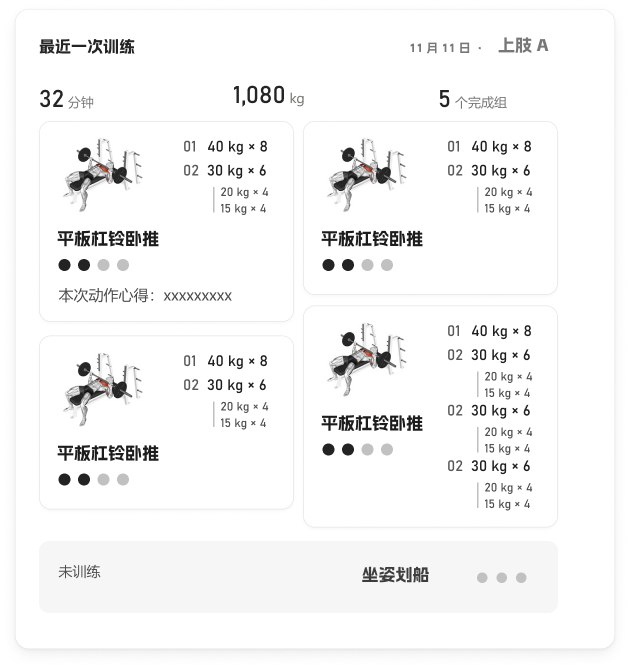 最近一次训练
11 月 11 日 · 上肢 A
32 分钟
1,080 kg
5 个完成组
01 40 kg × 8
02 30 kg × 6
20 kg × 4
15 kg × 4
平板杠铃卧推
本次动作心得：xxxxxxxxx
01 40 kg × 8
02 30 kg × 6
20 kg × 4
15 kg × 4
平板杠铃卧推
01 40 kg × 8
02 30 kg × 6
20 kg × 4
15 kg × 4
平板杠铃卧推
01 40 kg × 8
02 30 kg × 6
20 kg × 4
15 kg × 4
02 30 kg × 6
20 kg × 4
15 kg × 4
02 30 kg × 6
20 kg × 4
15 kg × 4
平板杠铃卧推
未训练
坐姿划船